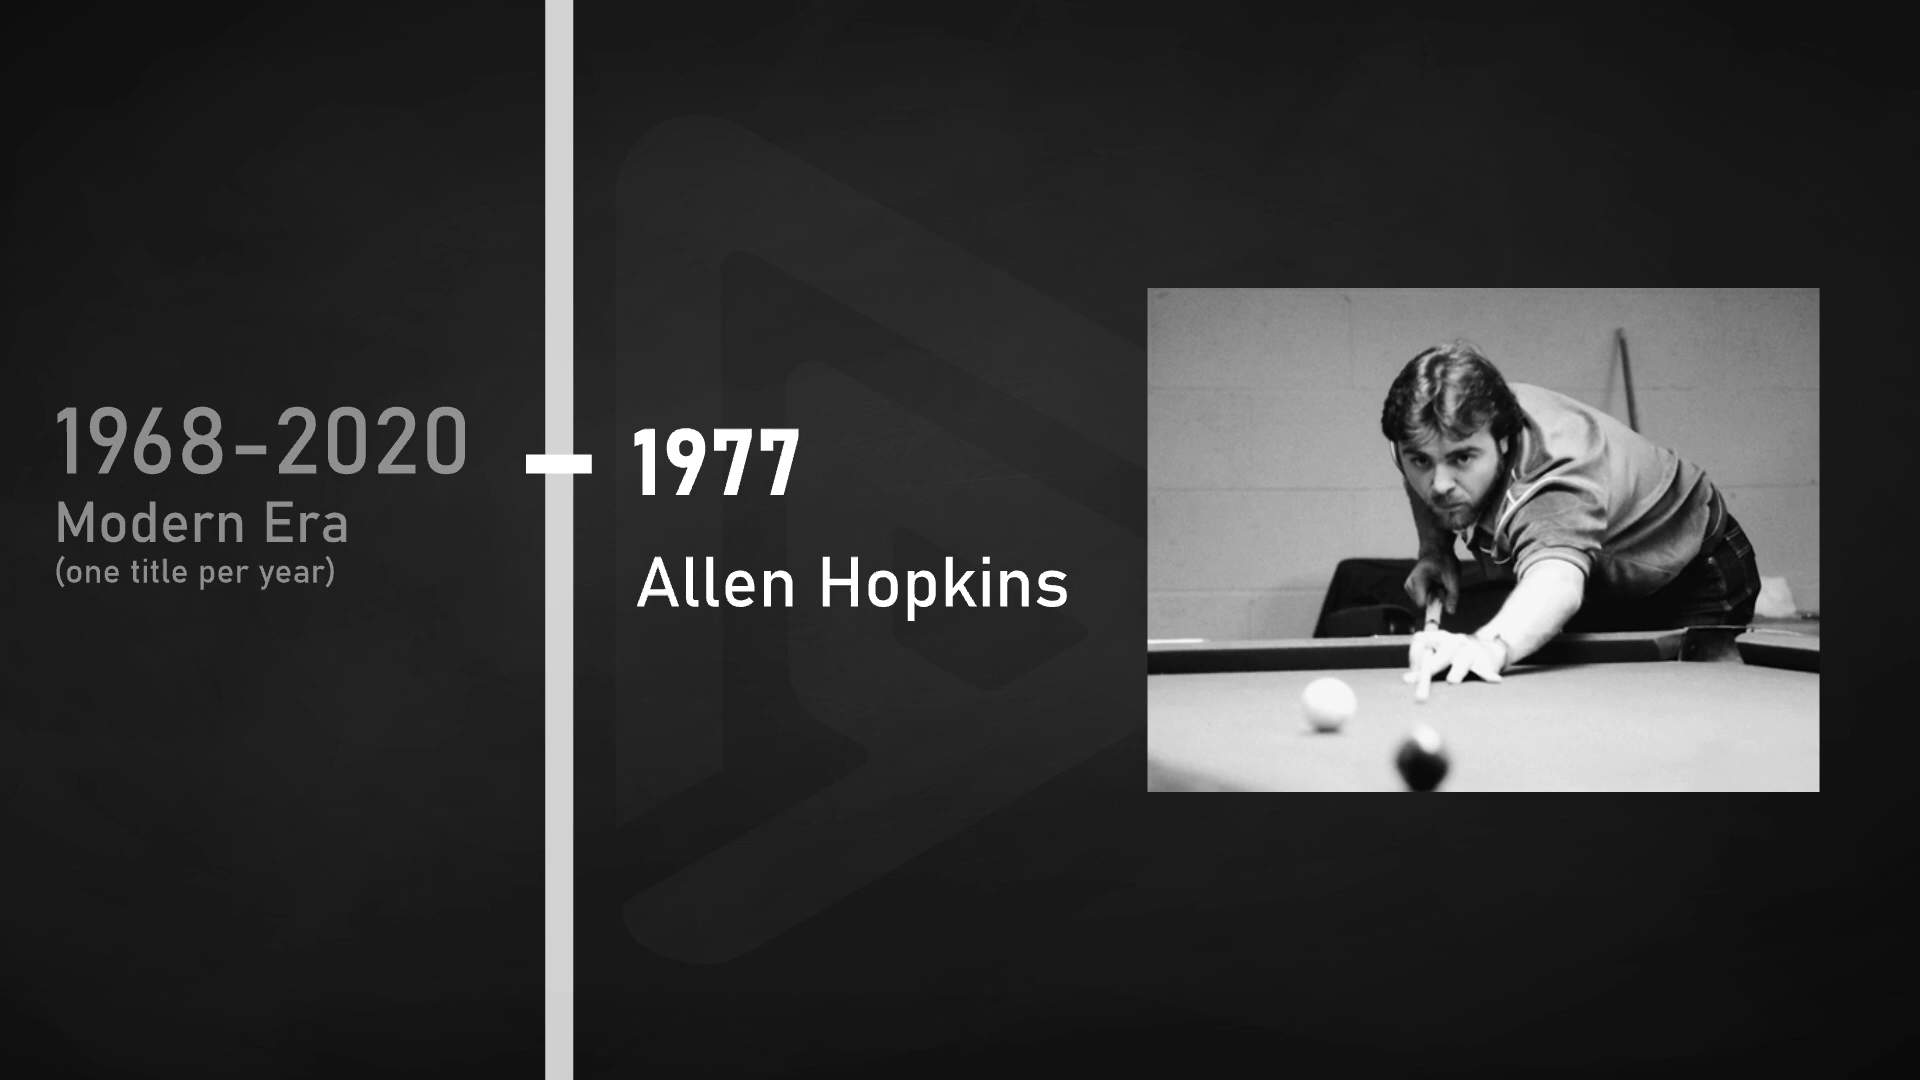 1968-2020
Modern Era
(one title per year)
1977
Allen Hopkins